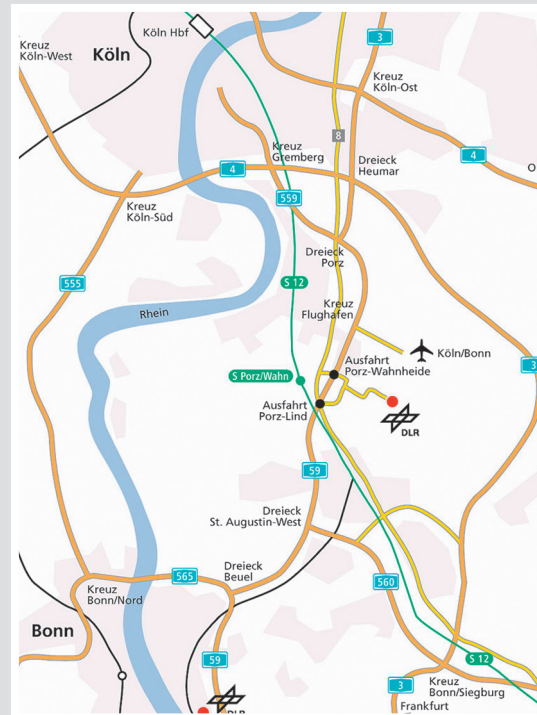 Köln Hbf
Kreuz
Köln-West
Köln
3
Kreuz
Köln-Ost
8
Kreuz
Gremberg
Dreieck
Heumar
4
4
O
559
Kreuz
Köln-Süd
Dreieck
Porz
555
S 12
Rhein
Kreuz
Flughafen
Köln/Bonn
Ausfahrt
Porz-Wahnheide
3
S Porz/Wahn
Ausfahrt
Porz-Lind
DLR
59
Dreieck
St. Augustin-West
Dreieck
Beuel
565
560
Kreuz
Bonn/Nord
Bonn
59
S 12
3
Kreuz
Bonn/Siegburg
Frankfurt
DLR